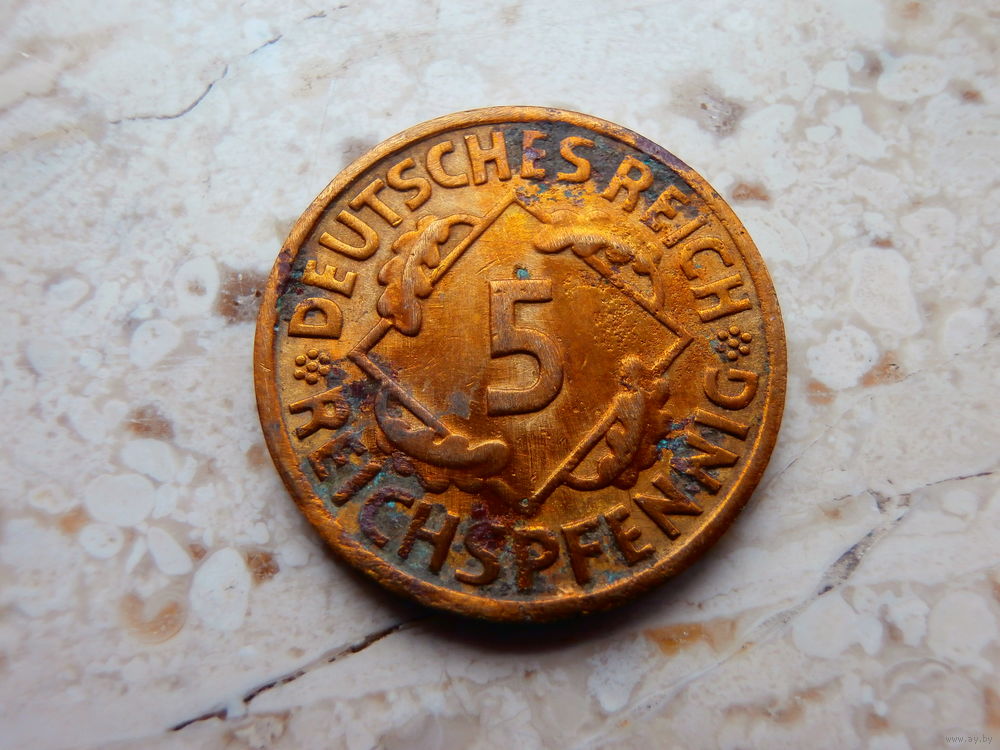 DEUTSCHES REICH
5
REICHSPFENNIG
www.ay.by